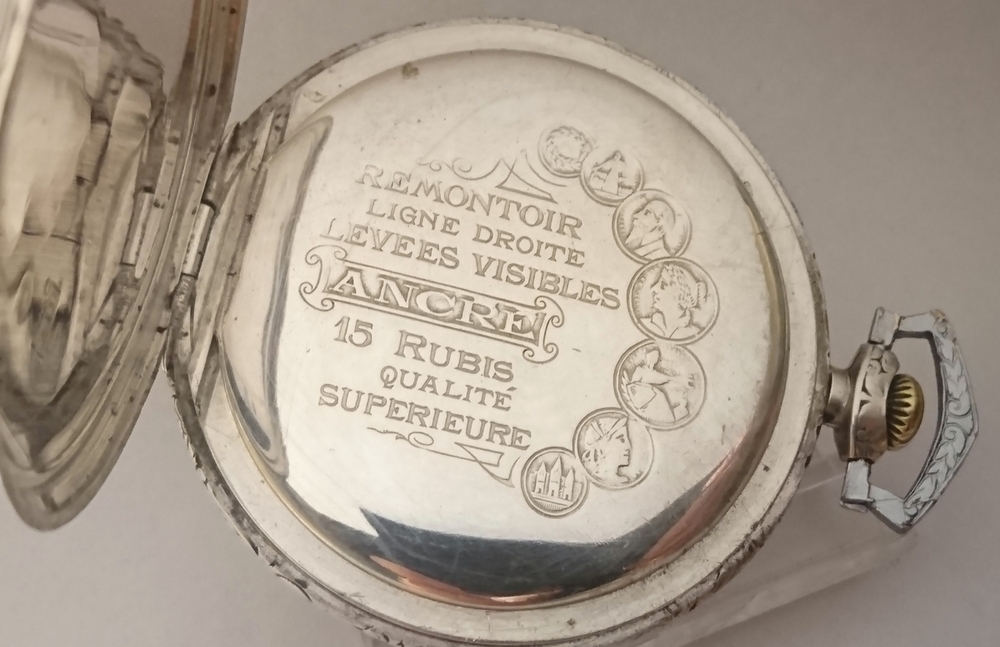 REMONTOIR
LIGNE DROITE
LEVEES VISIBLES
ANCRE
15 RUBIS
QUALITÉ
SUPERIEURE